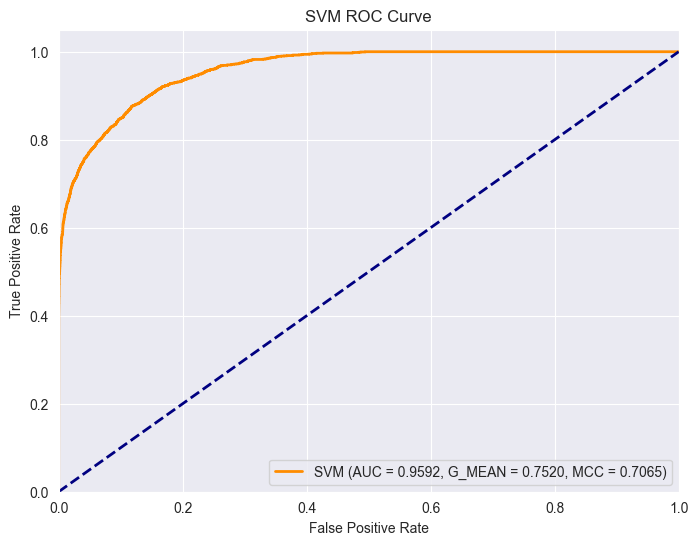 SVM ROC Curve
True Positive Rate
1.0
0.8
0.6
0.4
0.2
0.0
SVM (AUC = 0.9592, G_MEAN = 0.7520, MCC = 0.7065)
0.0 0.2 0.4 0.6 0.8 1.0
False Positive Rate